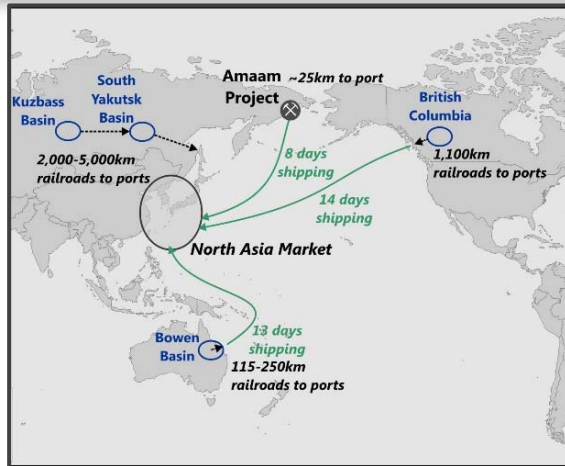 Kuzbass
Basin
South
Yakutsk
Basin
2,000-5,000km
railroads to ports
Amaam
Project
~25km to port
British
Columbia
1,100km
railroads to ports
8 days
shipping
14 days
shipping
North Asia Market
13 days
shipping
Bowen
Basin
115-250km
railroads to ports